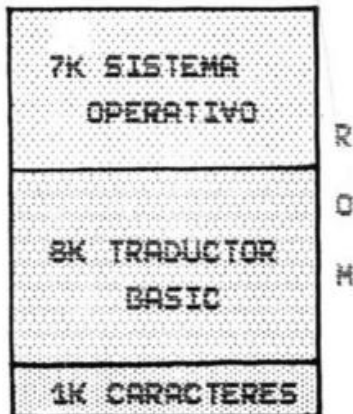 7K SISTEMA
OPERATIVO
8K TRADUCTOR
BASIC
1K CARACTERES
R
O
M